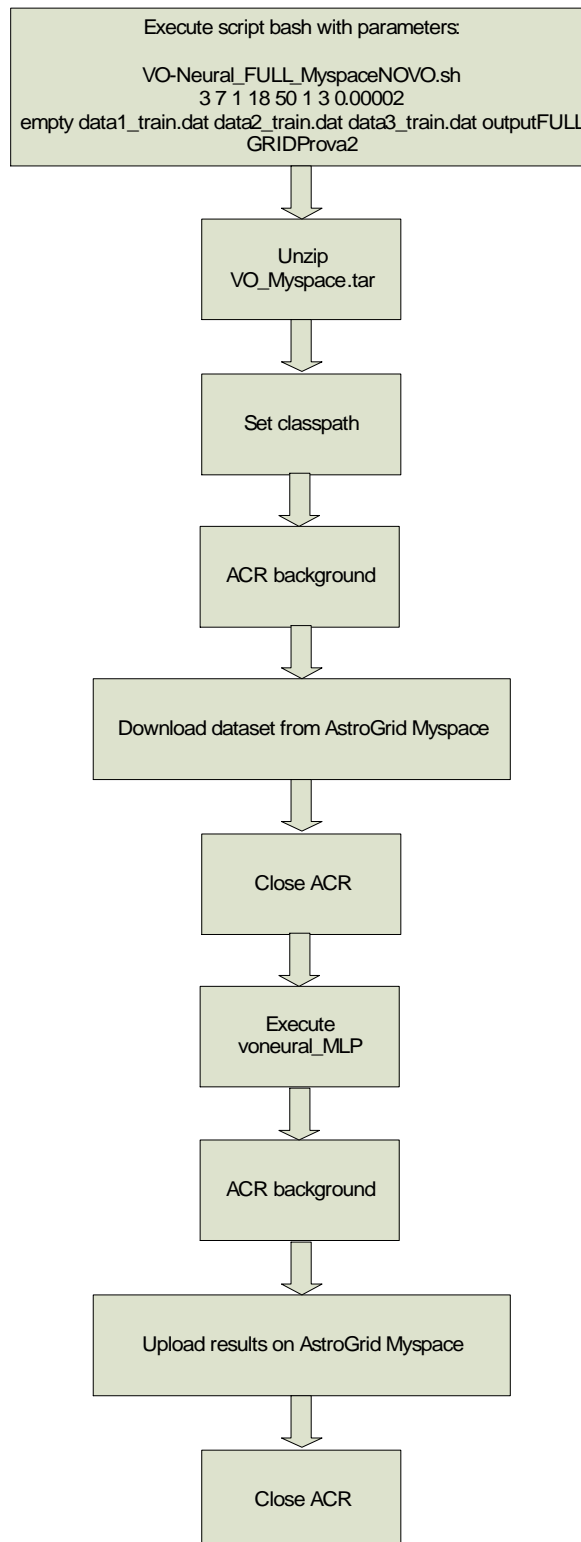 Execute script bash with parameters:
VO-Neural_FULL_MyspaceNOVO.sh
3 7 1 18 50 1 3 0.00002
empty data1_train.dat data2_train.dat data3_train.dat outputFULL
GRIDProva2
Unzip
VO_Myspace.tar
Set classpath
ACR background
Download dataset from AstroGrid Myspace
Close ACR
Execute
voneural_MLP
ACR background
Upload results on AstroGrid Myspace
Close ACR